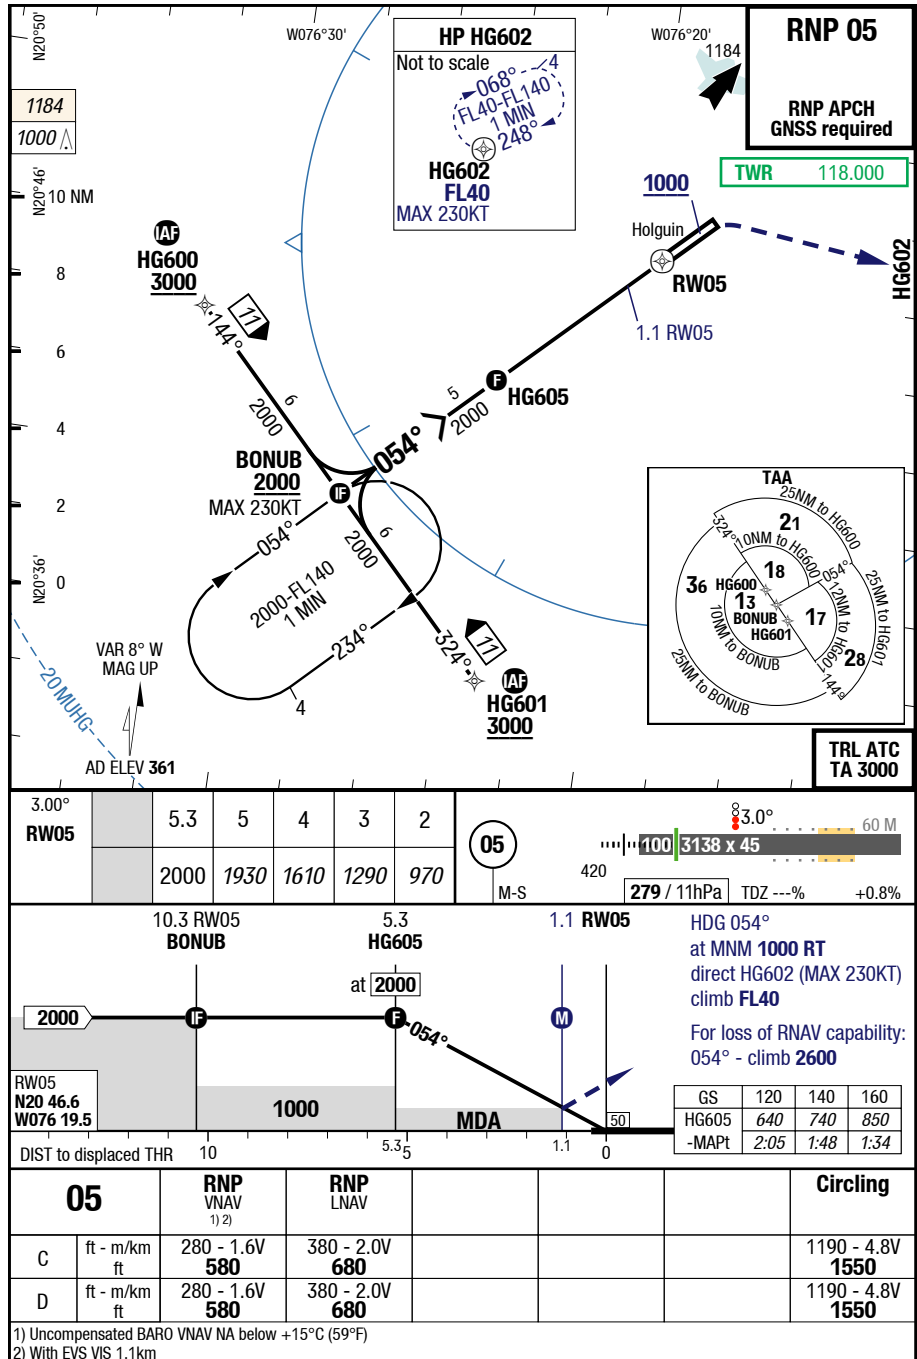 N20°50'
W076°30'
W076°20'
1184
RNP 05
RNP APCH
GNSS required
TWR 118.000
HP HG602
Not to scale
4
068°
FL40-FL140
1 MIN
248°
HG602
FL40
MAX 230KT
1184
1000
N20°46'
10 NM
8
6
4
2
N20°36'
0
IAF
HG600
3000
144°
11
6
2000
1000
Holguin
RW05
HG602
1.1 RW05
F
HG605
5
2000
054°
BONUB
2000
MAX 230KT
IF
054°
6
2000
2000-FL140
1 MIN
234°
4
324°
11
IAF
HG601
3000
VAR 8° W
MAG UP
20 MUHG
AD ELEV 361
TAA
25NM to HG600
324°
21
10NM to HG600
18
054°
36
HG600
13
BONUB
HG601
17
12NM to HG601
25NM to HG601
28
10NM to BONUB
25NM to BONUB
144°
TRL ATC
TA 3000
3.00°
RW05
5.3 5 4 3 2
2000 1930 1610 1290 970
05
M-S
3.0°
60 M
100 3138 x 45
420
279 / 11hPa TDZ ---% +0.8%
10.3 RW05
BONUB
5.3
HG605
1.1 RW05
at 2000
2000
IF
F
054°
M
HDG 054°
at MNM 1000 RT
direct HG602 (MAX 230KT)
climb FL40
For loss of RNAV capability:
054° - climb 2600
RW05
N20 46.6
W076 19.5
1000
MDA
50
DIST to displaced THR 10 5.3 5 1.1 0
GS 120 140 160
HG605 640 740 850
-MAPt 2:05 1:48 1:34
05
RNP
VNAV
1) 2)
RNP
LNAV
Circling
C ft - m/km 280 - 1.6V 380 - 2.0V 1190 - 4.8V
ft 580 680 1550
D ft - m/km 280 - 1.6V 380 - 2.0V 1190 - 4.8V
ft 580 680 1550
1) Uncompensated BARO VNAV NA below +15°C (59°F)
2) With EVS VIS 1.1km